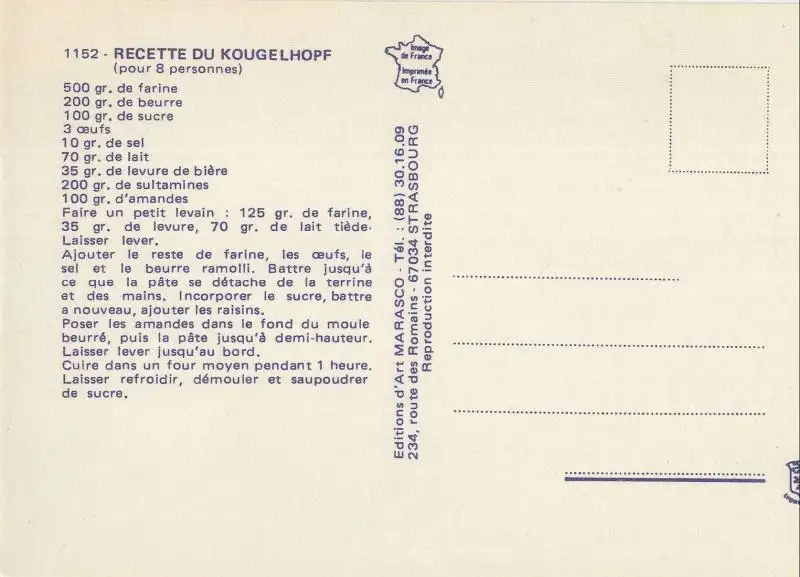 1152 - RECETTE DU KOUGELHOPF
(pour 8 personnes)
500 gr. de farine
200 gr. de beurre
100 gr. de sucre
3 œufs
10 gr. de sel
70 gr. de lait
35 gr. de levure de bière
200 gr. de sultamines
100 gr. d'amandes
Faire un petit levain : 125 gr. de farine,
35 gr. de levure, 70 gr. de lait tiède.
Laisser lever.
Ajouter le reste de farine, les œufs, le
sel et le beurre ramolli. Battre jusqu'à
ce que la pâte se détache de la terrine
et des mains. Incorporer le sucre, battre
a nouveau, ajouter les raisins.
Poser les amandes dans le fond du moule
beurré, puis la pâte jusqu'à demi-hauteur.
Laisser lever jusqu'au bord.
Cuire dans un four moyen pendant 1 heure.
Laisser refroidir, démouler et saupoudrer
de sucre.
Image
de France
Imprimée
en France
Editions d'Art MARASCO - Tél. : (88) 30.16.09
234, route des Romains - 67034 STRASBOURG
Reproduction interdite